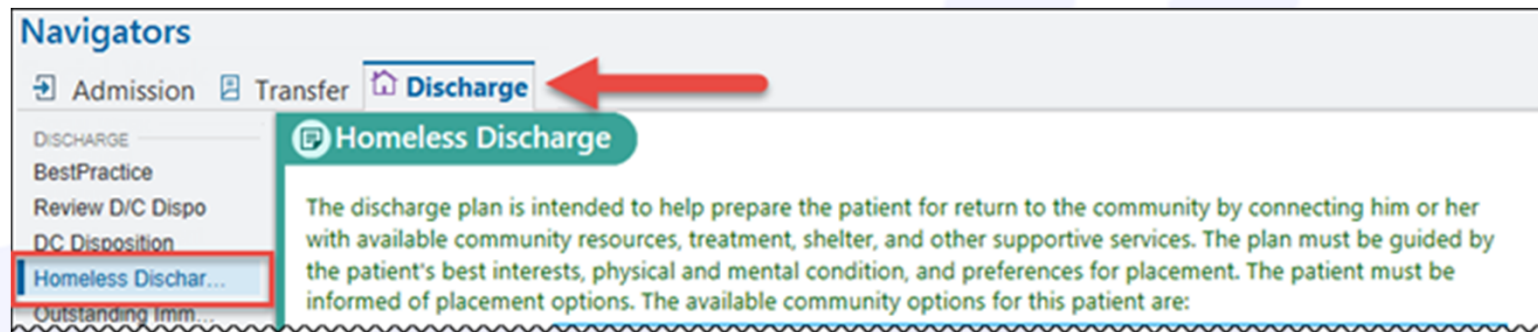 Navigators
Admission Transfer Discharge
DISCHARGE
BestPractice
Review D/C Dispo
DC Disposition
Homeless Dischar...
Outstanding Imm...
Homeless Discharge
The discharge plan is intended to help prepare the patient for return to the community by connecting him or her
with available community resources, treatment, shelter, and other supportive services. The plan must be guided by
the patient's best interests, physical and mental condition, and preferences for placement. The patient must be
informed of placement options. The available community options for this patient are: